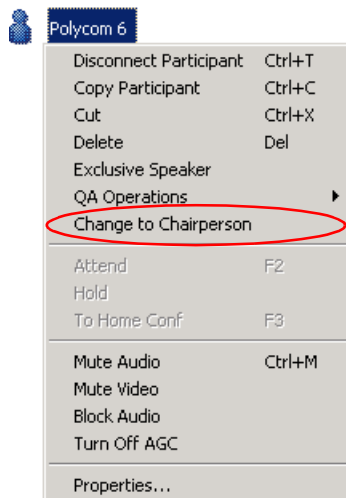 Polycom 6
Disconnect Participant Ctrl+T
Copy Participant Ctrl+C
Cut Ctrl+X
Delete Del
Exclusive Speaker
QA Operations
Change to Chairperson
Attend F2
Hold
To Home Conf F3
Mute Audio Ctrl+M
Mute Video
Block Audio
Turn Off AGC
Properties...